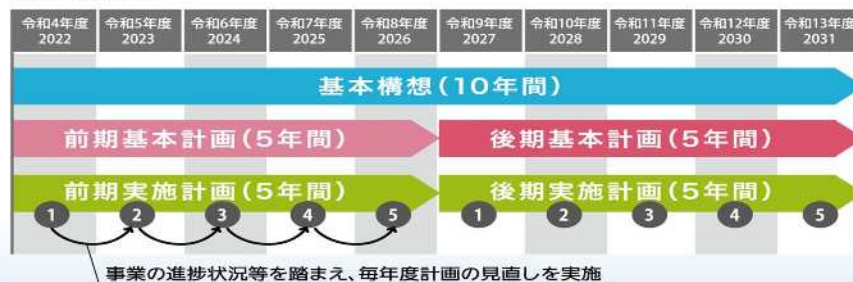 令和4年度 令和5年度 令和6年度 令和7年度 令和8年度 令和9年度 令和10年度 令和11年度 令和12年度 令和13年度
2022 2023 2024 2025 2026 2027 2028 2029 2030 2031
基本構想(10年間)
前期基本計画(5年間) 後期基本計画(5年間)
前期実施計画(5年間) 後期実施計画(5年間)
1 2 3 4 5 1 2 3 4 5
事業の進捗状況等を踏まえ、毎年度計画の見直しを実施